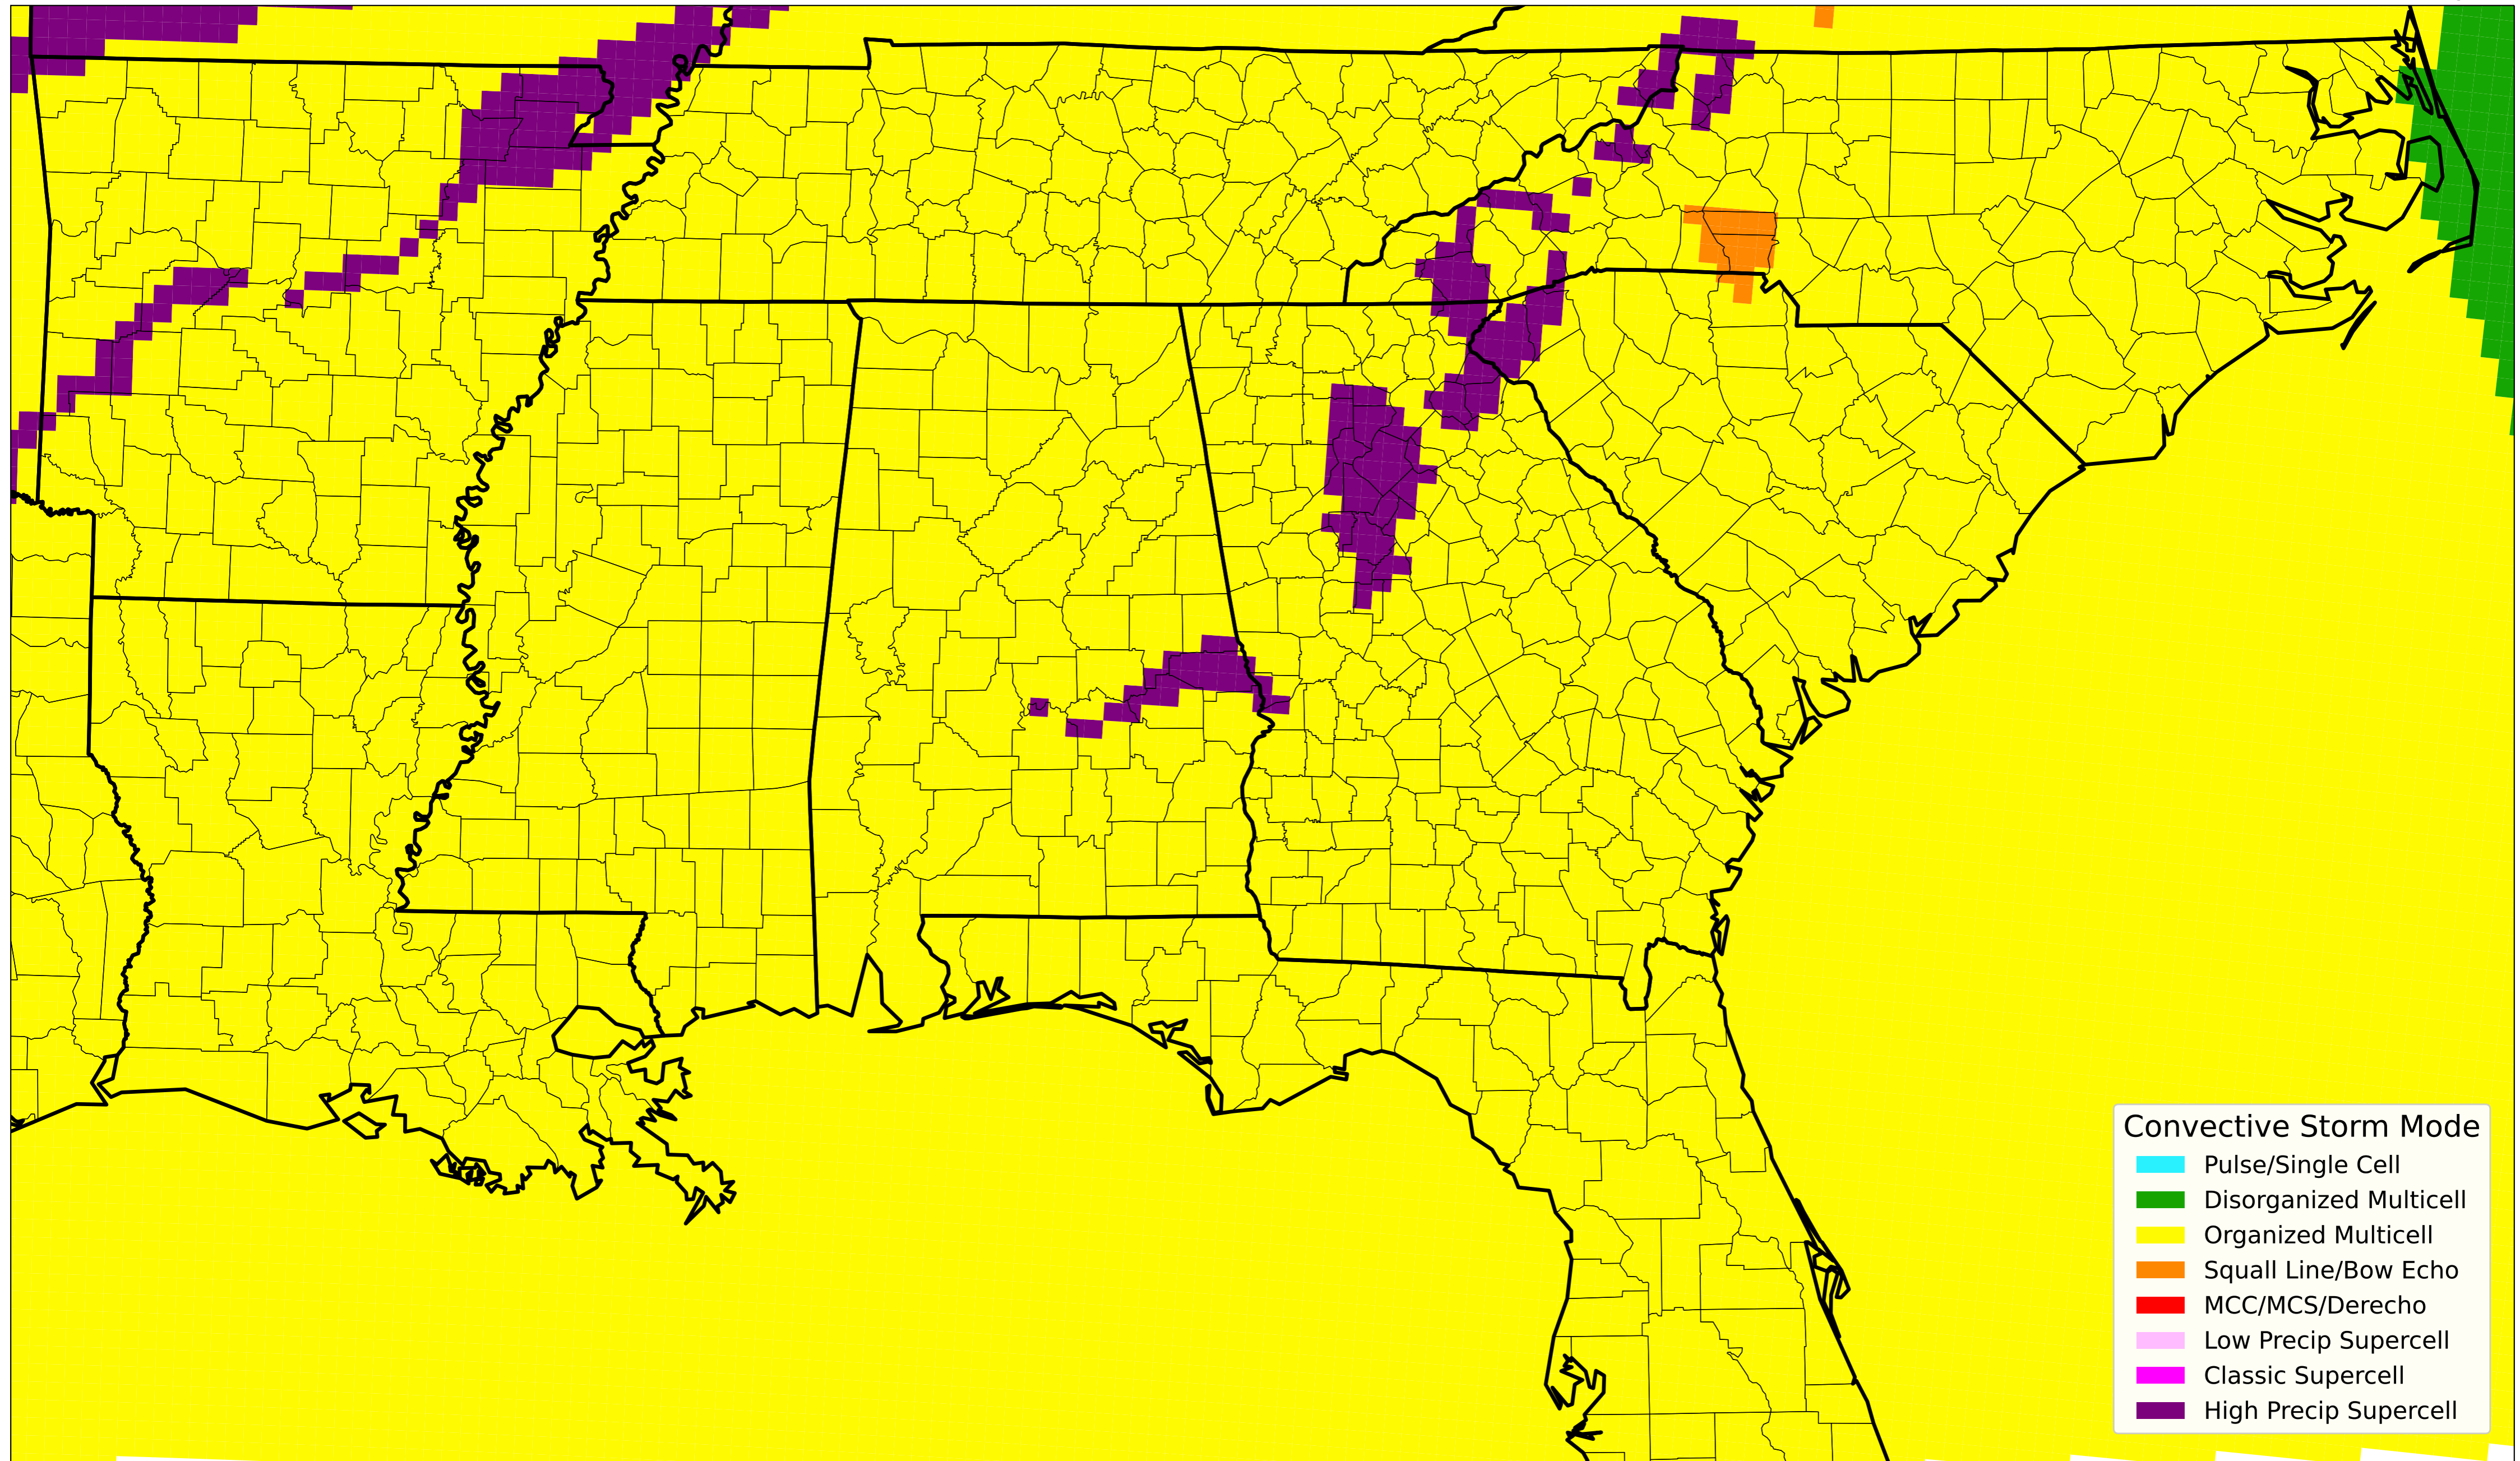 Convective Storm Mode
Pulse/Single Cell
Disorganized Multicell
Organized Multicell
Squall Line/Bow Echo
MCC/MCS/Derecho
Low Precip Supercell
Classic Supercell
High Precip Supercell